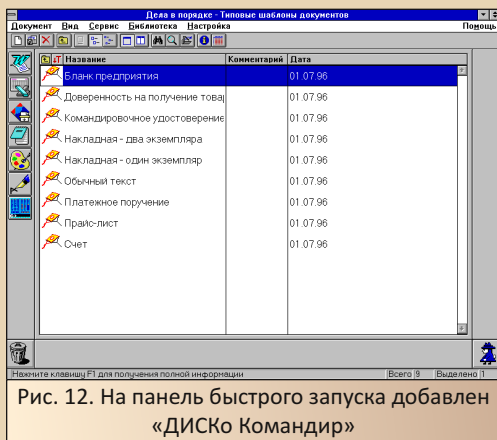 Дела в порядке - Типовые шаблоны документов
Документ Вид Сервис Библиотека Настройка Помощь
Название Комментарий Дата
Бланк предприятия 01.07.96
Доверенность на получение товар 01.07.96
Командировочное удостоверение 01.07.96
Накладная - два экземпляра 01.07.96
Накладная - один экземпляр 01.07.96
Обычный текст 01.07.96
Платежное поручение 01.07.96
Прайс-лист 01.07.96
Счет 01.07.96
Нажмите клавишу F1 для получения полной информации Всего 9 Выделено 1
Рис. 12. На панель быстрого запуска добавлен
«ДИСКо Командир»